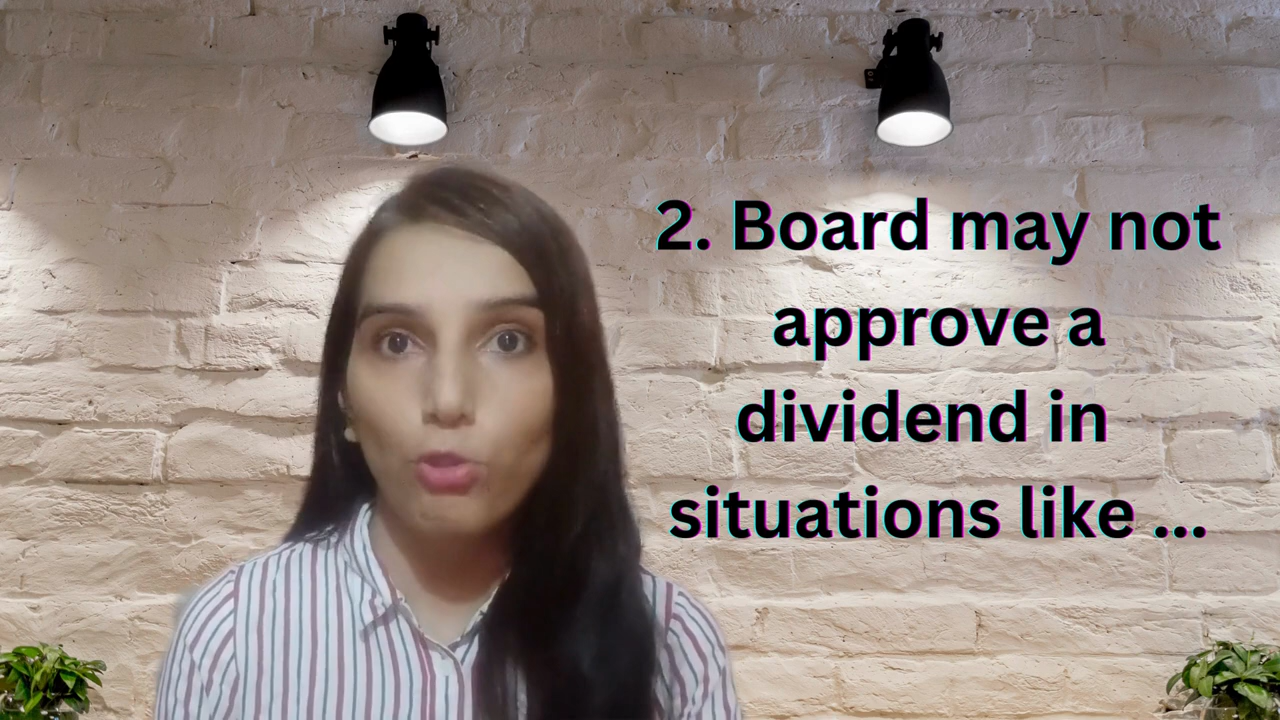 2. Board may not
approve a
dividend in
situations like ...